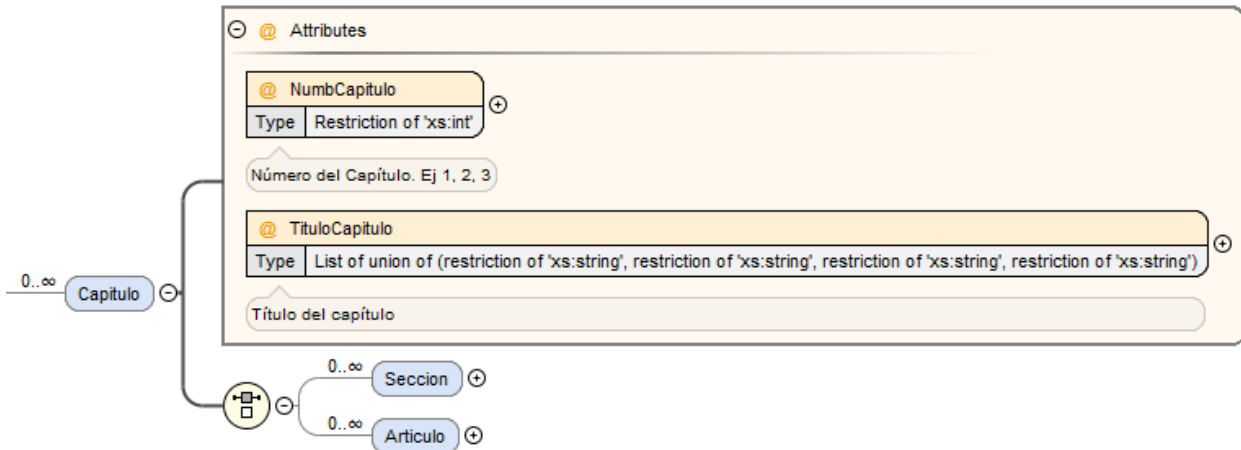 @ Attributes
@ NumbCapitulo
Type Restriction of 'xs:int'
Número del Capítulo. Ej 1, 2, 3
@ TituloCapitulo
Type List of union of (restriction of 'xs:string', restriction of 'xs:string', restriction of 'xs:string', restriction of 'xs:string')
Título del capítulo
0..∞ Capitulo
0..∞ Seccion
0..∞ Articulo